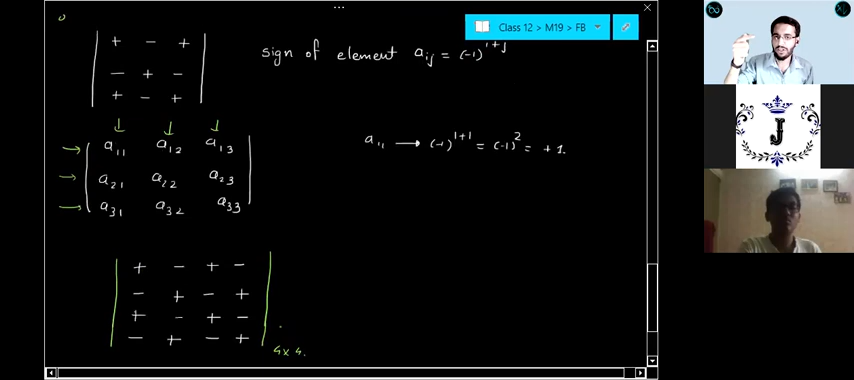 Class 12 > M19 > FB
+ − +
sign of element aᵢⱼ = (-1)^i+j
− + −
+ − +
a₁₁ a₁₂ a₁₃
a₁₁ → (-1)^1+1 = (-1)^2 = +1.
a₂₁ a₂₂ a₂₃
a₃₁ a₃₂ a₃₃
J
+ − + −
− + − +
+ − + −
− + − +
4×4.